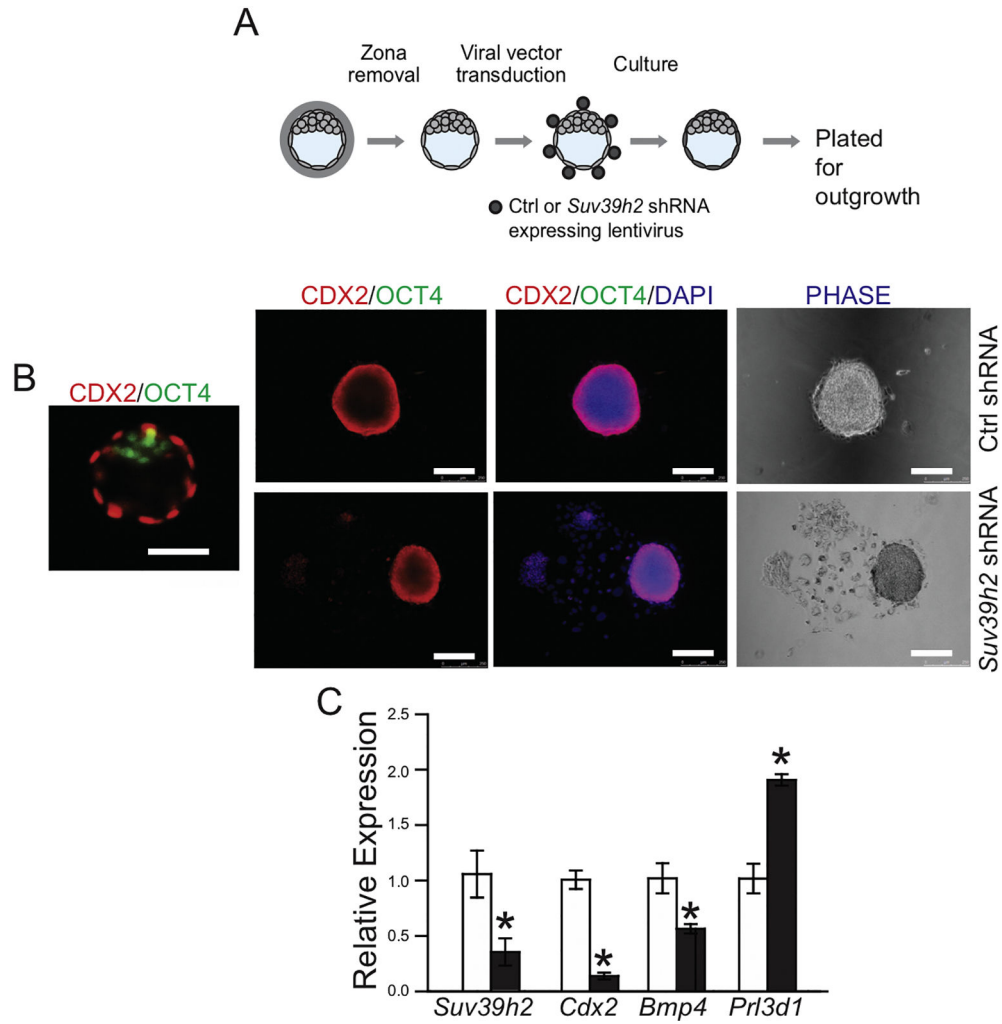 A
Zona
removal
Viral vector
transduction
Culture
Plated
for
outgrowth
Ctrl or Suv39h2 shRNA
expressing lentivirus
B
CDX2/OCT4
CDX2/OCT4
CDX2/OCT4/DAPI
PHASE
Ctrl shRNA
Suv39h2 shRNA
C
Relative Expression
2.5
2.0
1.5
1.0
0.5
0.0
*
*
*
*
Suv39h2
Cdx2
Bmp4
Prl3d1